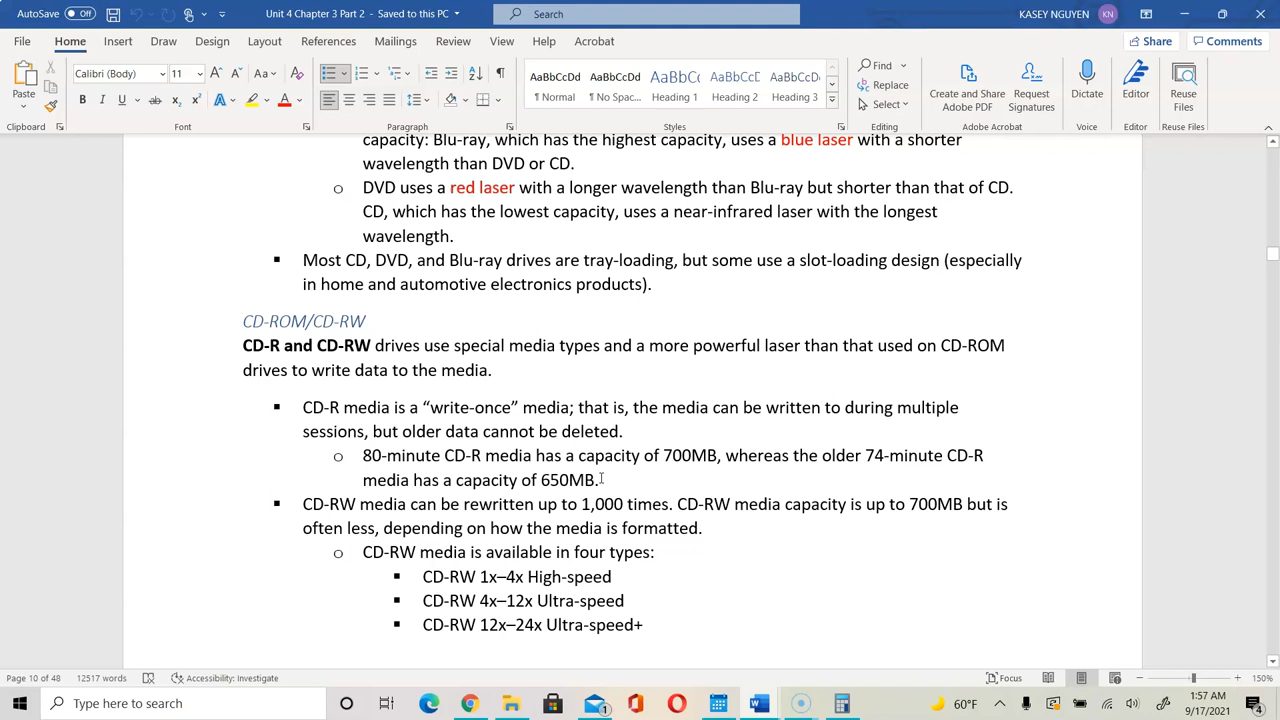 AutoSave Off Unit 3 Part 2 - Saved to this PC Search KASEY NGUYEN KN
File Home Insert Draw Design Layout References Mailings Review View Help Acrobat Share Comments
Calibri (Body) 11 Find
Paste AaBbCcDd AaBbCcDd AaBbCc AaBbCcD AaBbCcD Replace Create and Share Adobe PDF Request Signatures Dictate Editor Reuse Files
¶ Normal ¶ No Spac... Heading 1 Heading 2 Heading 3 Select
Clipboard Font Paragraph Styles Editing Adobe Acrobat Voice Editor Reuse Files
capacity: Blu-ray, which has the highest capacity, uses a blue laser with a shorter
wavelength than DVD or CD.
o DVD uses a red laser with a longer wavelength than Blu-ray but shorter than that of CD.
CD, which has the lowest capacity, uses a near-infrared laser with the longest
wavelength.
▪ Most CD, DVD, and Blu-ray drives are tray-loading, but some use a slot-loading design (especially
in home and automotive electronics products).
CD-ROM/CD-RW
CD-R and CD-RW drives use special media types and a more powerful laser than that used on CD-ROM
drives to write data to the media.
▪ CD-R media is a “write-once” media; that is, the media can be written to during multiple
sessions, but older data cannot be deleted.
o 80-minute CD-R media has a capacity of 700MB, whereas the older 74-minute CD-R
media has a capacity of 650MB.
▪ CD-RW media can be rewritten up to 1,000 times. CD-RW media capacity is up to 700MB but is
often less, depending on how the media is formatted.
o CD-RW media is available in four types:
▪ CD-RW 1x–4x High-speed
▪ CD-RW 4x–12x Ultra-speed
▪ CD-RW 12x–24x Ultra-speed+
Page 10 of 48 12517 words Accessibility: Investigate Focus 150%
Type here to search 60°F 1:57 AM
9/17/2021